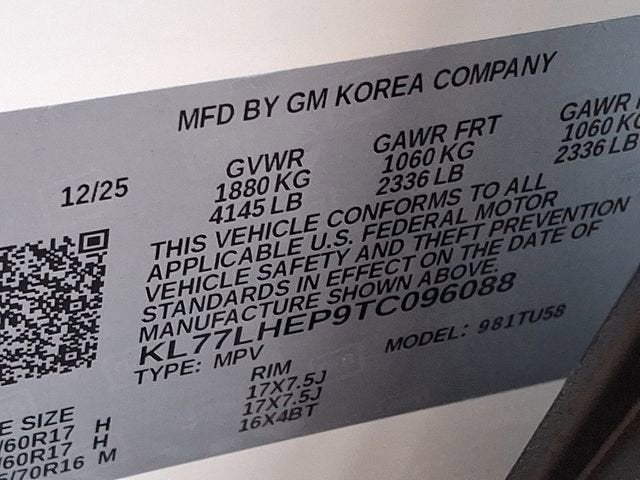 MFD BY GM KOREA COMPANY
12/25
GVWR
1880 KG
4145 LB
GAWR FRT
1060 KG
2336 LB
GAWR
1060 KG
2336 LB
THIS VEHICLE CONFORMS TO ALL
APPLICABLE U.S. FEDERAL MOTOR
VEHICLE SAFETY AND THEFT PREVENTION
STANDARDS IN EFFECT ON THE DATE OF
MANUFACTURE SHOWN ABOVE.
KL77LHEP9TC096088
TYPE: MPV
MODEL: 981TU58
E SIZE
/60R17 H
/60R17 H
/70R16 M
RIM
17X7.5J
17X7.5J
16X4BT